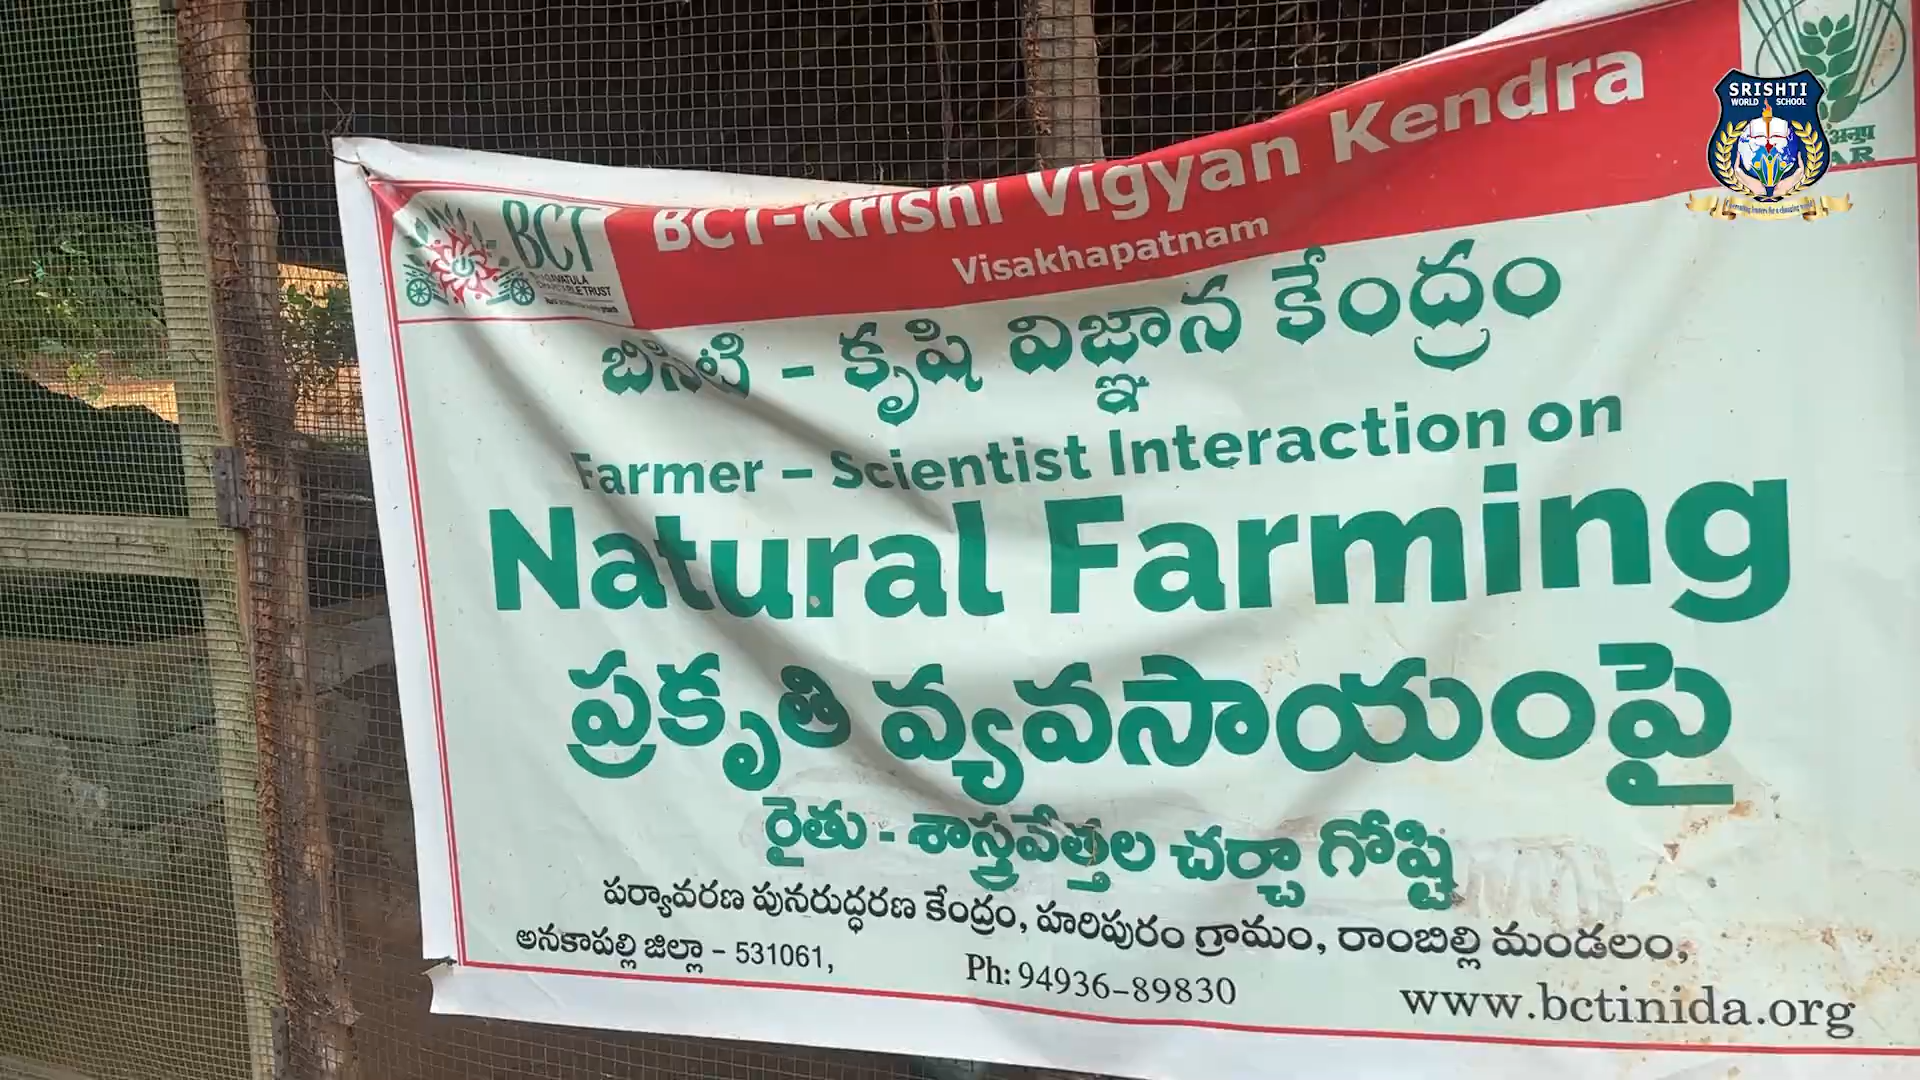 BCT-Krishi Vigyan Kendra
Visakhapatnam
BCT
బిసిటి - కృషి విజ్ఞాన కేంద్రం
Farmer – Scientist Interaction on
Natural Farming
ప్రకృతి వ్యవసాయంపై
రైతు - శాస్త్రవేత్తల చర్చా గోష్టి
పర్యావరణ పునరుద్ధరణ కేంద్రం, హరిపురం గ్రామం, రాంబిల్లి మండలం,
అనకాపల్లి జిల్లా - 531061,
Ph: 94936-89830
www.bctinida.org
SRISHTI
WORLD SCHOOL